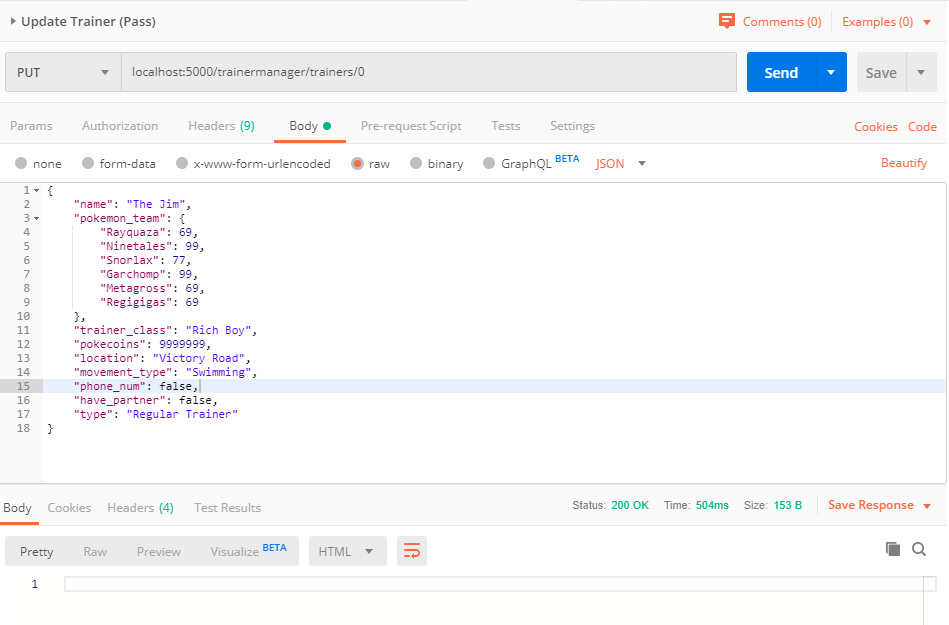 Update Trainer (Pass) Comments (0) Examples (0)
PUT localhost:5000/trainermanager/trainers/0 Send Save
Params Authorization Headers (9) Body Pre-request Script Tests Settings Cookies Code
none form-data x-www-form-urlencoded raw binary GraphQL BETA JSON Beautify
1 {
2 "name": "The Jim",
3 "pokemon_team": {
4 "Rayquaza": 69,
5 "Ninetales": 99,
6 "Snorlax": 77,
7 "Garchomp": 99,
8 "Metagross": 69,
9 "Regigigas": 69
10 },
11 "trainer_class": "Rich Boy",
12 "pokecoins": 9999999,
13 "location": "Victory Road",
14 "movement_type": "Swimming",
15 "phone_num": false,
16 "have_partner": false,
17 "type": "Regular Trainer"
18 }
Body Cookies Headers (4) Test Results Status: 200 OK Time: 504ms Size: 153 B Save Response
Pretty Raw Preview Visualize BETA HTML
1